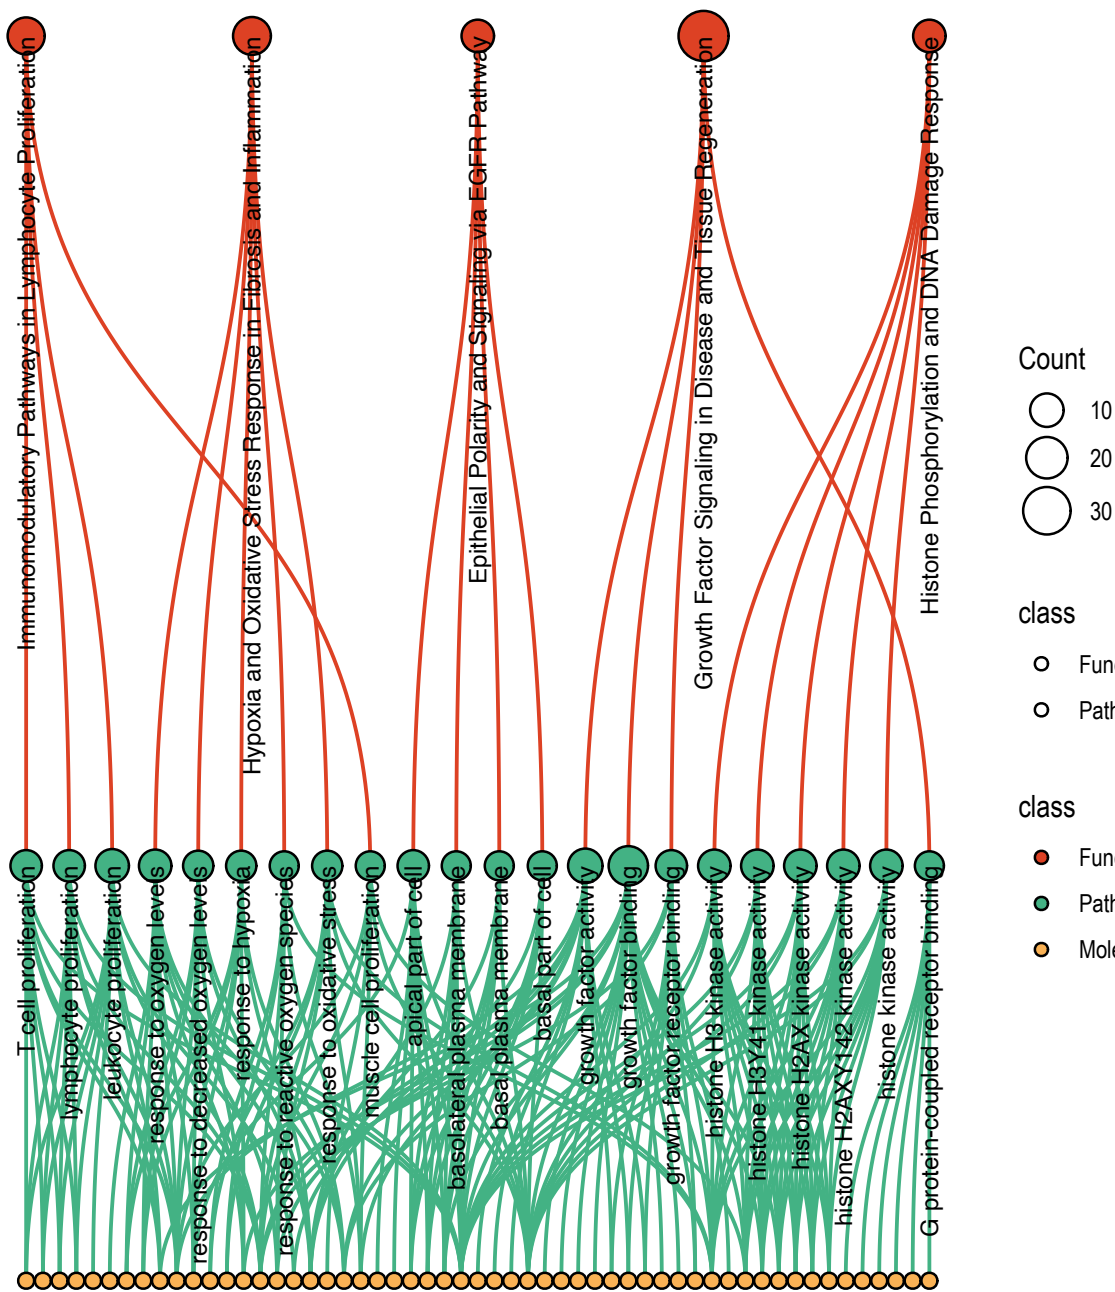 Immunomodulatory Pathways in Lymphocyte Proliferation
Hypoxia and Oxidative Stress Response in Fibrosis and Inflammation
Epithelial Polarity and Signaling via EGFR Pathway
Growth Factor Signaling in Disease and Tissue Regeneration
Histone Phosphorylation and DNA Damage Response
T cell proliferation
lymphocyte proliferation
leukocyte proliferation
response to oxygen levels
response to decreased oxygen levels
response to hypoxia
response to reactive oxygen species
response to oxidative stress
muscle cell proliferation
apical part of cell
basolateral plasma membrane
basal plasma membrane
basal part of cell
growth factor activity
growth factor binding
growth factor receptor binding
histone H3 kinase activity
histone H3Y41 kinase activity
histone H2AX kinase activity
histone H2AXY142 kinase activity
histone kinase activity
G protein-coupled receptor binding
Count
10
20
30
class
Fun
Path
class
Fun
Path
Mole